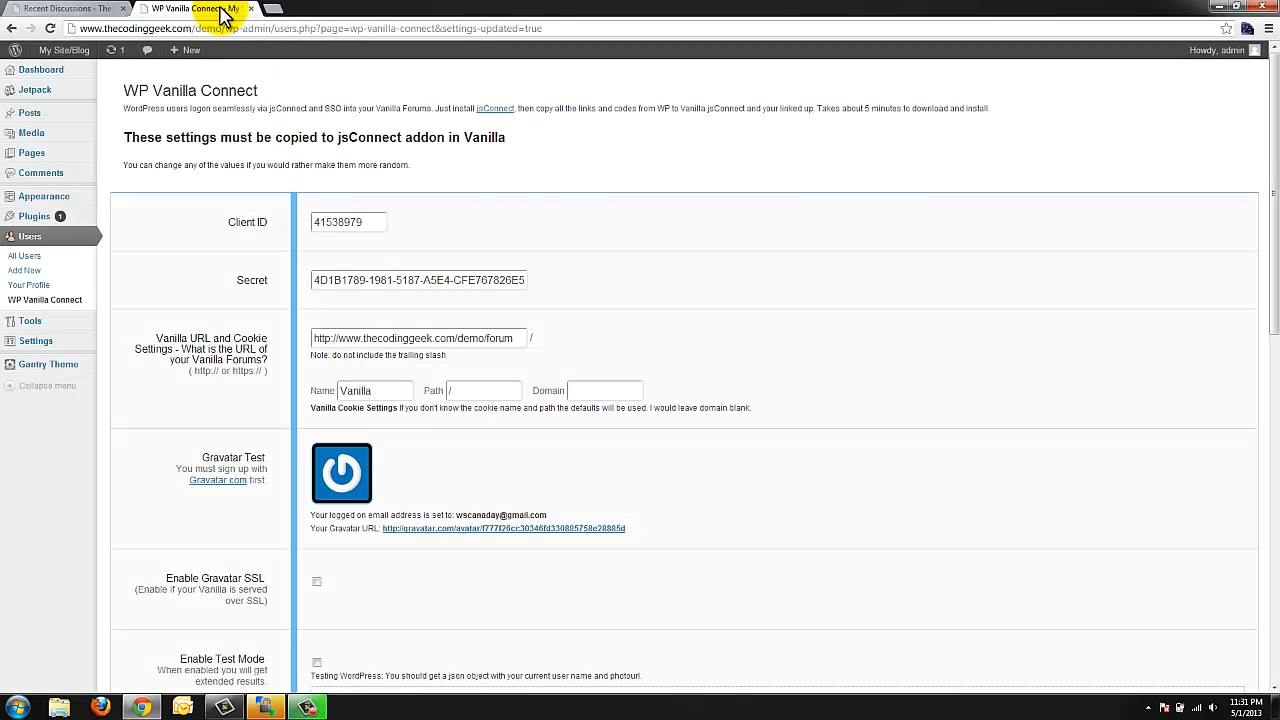 Recent Discussions - The
WP Vanilla Connect - My
www.thecodinggeek.com/demo/wp-admin/users.php?page=wp-vanilla-connect&settings-updated=true
My Site/Blog
1
New
Howdy, admin
Dashboard
Jetpack
Posts
Media
Pages
Comments
Appearance
Plugins 1
Users
All Users
Add New
Your Profile
WP Vanilla Connect
Tools
Settings
Gantry Theme
Collapse menu
WP Vanilla Connect
WordPress users logon seamlessly via jsConnect and SSO into your Vanilla Forums. Just install jsConnect, then copy all the links and codes from WP to Vanilla jsConnect and your linked up. Takes about 5 minutes to download and install.
These settings must be copied to jsConnect addon in Vanilla
You can change any of the values if you would rather make them more random.
Client ID
41538979
Secret
4D1B1789-1981-5187-A5E4-CFE767826E5
Vanilla URL and Cookie
Settings - What is the URL of
your Vanilla Forums?
( http:// or https:// )
http://www.thecodinggeek.com/demo/forum /
Note: do not include the trailing slash
Name Vanilla Path / Domain
Vanilla Cookie Settings If you don't know the cookie name and path the defaults will be used. I would leave domain blank.
Gravatar Test
You must sign up with
Gravatar.com first.
Your logged on email address is set to: wscanaday@gmail.com
Your Gravatar URL: http://gravatar.com/avatar/f777f26cc30346fd330885758e28885d
Enable Gravatar SSL
(Enable if your Vanilla is served
over SSL)
Enable Test Mode
When enabled you will get
extended results.
Testing WordPress: You should get a json object with your current user name and photourl.
11:31 PM
5/1/2013